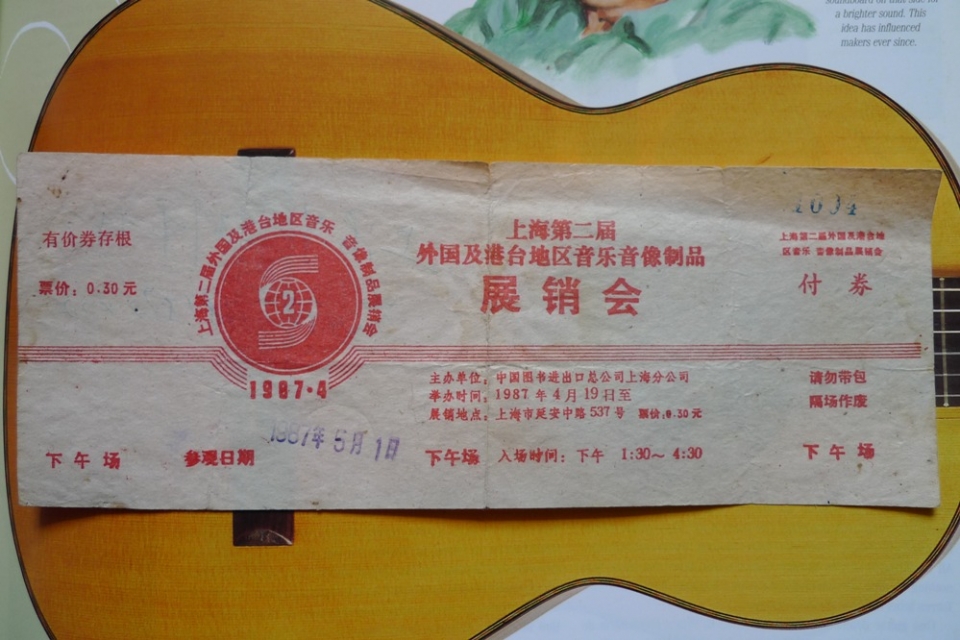 soundboard on that side for
a brighter sound. This
idea has influenced
makers ever since.
有价券存根
票价：0.30元
上海第二届外国及港台地区音乐 音像制品展销会
2
1987·4
下午场
参观日期
1987年5月1日
上海第二届
外国及港台地区音乐音像制品
展销会
主办单位：中国图书进出口总公司上海分公司
举办时间：1987年4月19日至
展销地点：上海市延安中路537号 票价：0.30元
下午场 入场时间：下午 1:30～4:30
1634
上海第二届外国及港台地
区音乐 音像制品展销会
付券
请勿带包
隔场作废
下午场